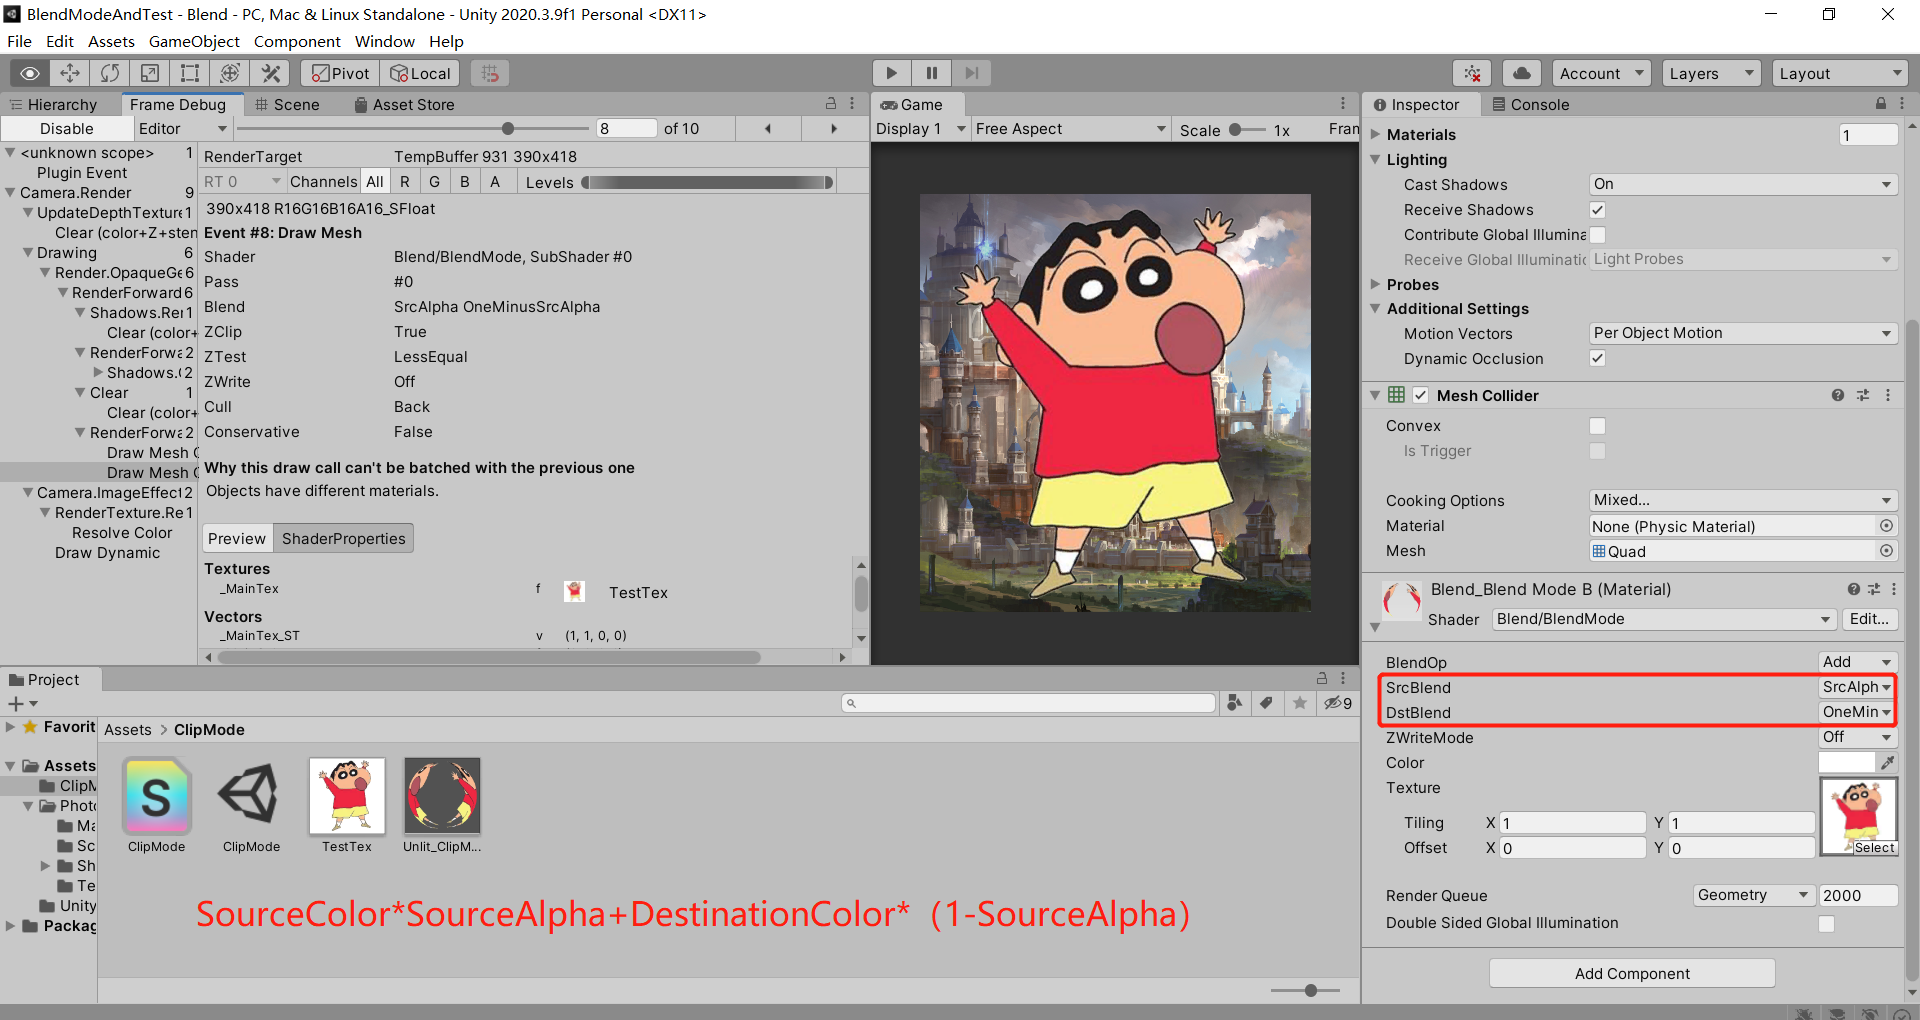 BlendModeAndTest - Blend - PC, Mac & Linux Standalone - Unity 2020.3.9f1 Personal <DX11>
File Edit Assets GameObject Component Window Help
Pivot Local Account Layers Layout
Hierarchy Frame Debug Scene Asset Store
Disable Editor 8 of 10
<unknown scope> 1
Plugin Event
Camera.Render 9
UpdateDepthTexture 1
Clear (color+Z+sten
Drawing 6
Render.OpaqueGe 6
RenderForward 6
Shadows.Rer 1
Clear (color+
RenderForwa 2
Shadows.( 2
Clear 1
Clear (color+
RenderForwa 2
Draw Mesh
Draw Mesh
Camera.ImageEffect 2
RenderTexture.Re 1
Resolve Color
Draw Dynamic
RenderTarget TempBuffer 931 390x418
RT 0 Channels All R G B A Levels
390x418 R16G16B16A16_SFloat
Event #8: Draw Mesh
Shader Blend/BlendMode, SubShader #0
Pass #0
Blend SrcAlpha OneMinusSrcAlpha
ZClip True
ZTest LessEqual
ZWrite Off
Cull Back
Conservative False
Why this draw call can't be batched with the previous one
Objects have different materials.
Preview ShaderProperties
Textures
_MainTex f TestTex
Vectors
_MainTex_ST v (1, 1, 0, 0)
Game
Display 1 Free Aspect Scale 1x Fram
Inspector Console
Materials 1
Lighting
Cast Shadows On
Receive Shadows
Contribute Global Illumina
Receive Global Illuminatic Light Probes
Probes
Additional Settings
Motion Vectors Per Object Motion
Dynamic Occlusion
Mesh Collider
Convex
Is Trigger
Cooking Options Mixed...
Material None (Physic Material)
Mesh Quad
Blend_Blend Mode B (Material)
Shader Blend/BlendMode Edit...
BlendOp Add
SrcBlend SrcAlph
DstBlend OneMin
ZWriteMode Off
Color
Texture
Tiling X 1 Y 1
Offset X 0 Y 0
Select
Render Queue Geometry 2000
Double Sided Global Illumination
Add Component
Project
9
Favorit
Assets
ClipM
Photo
Ma
Sc
Sh
Te
Unity
Packag
Assets > ClipMode
S
ClipMode ClipMode TestTex Unlit_ClipM...
SourceColor*SourceAlpha+DestinationColor*（1-SourceAlpha）